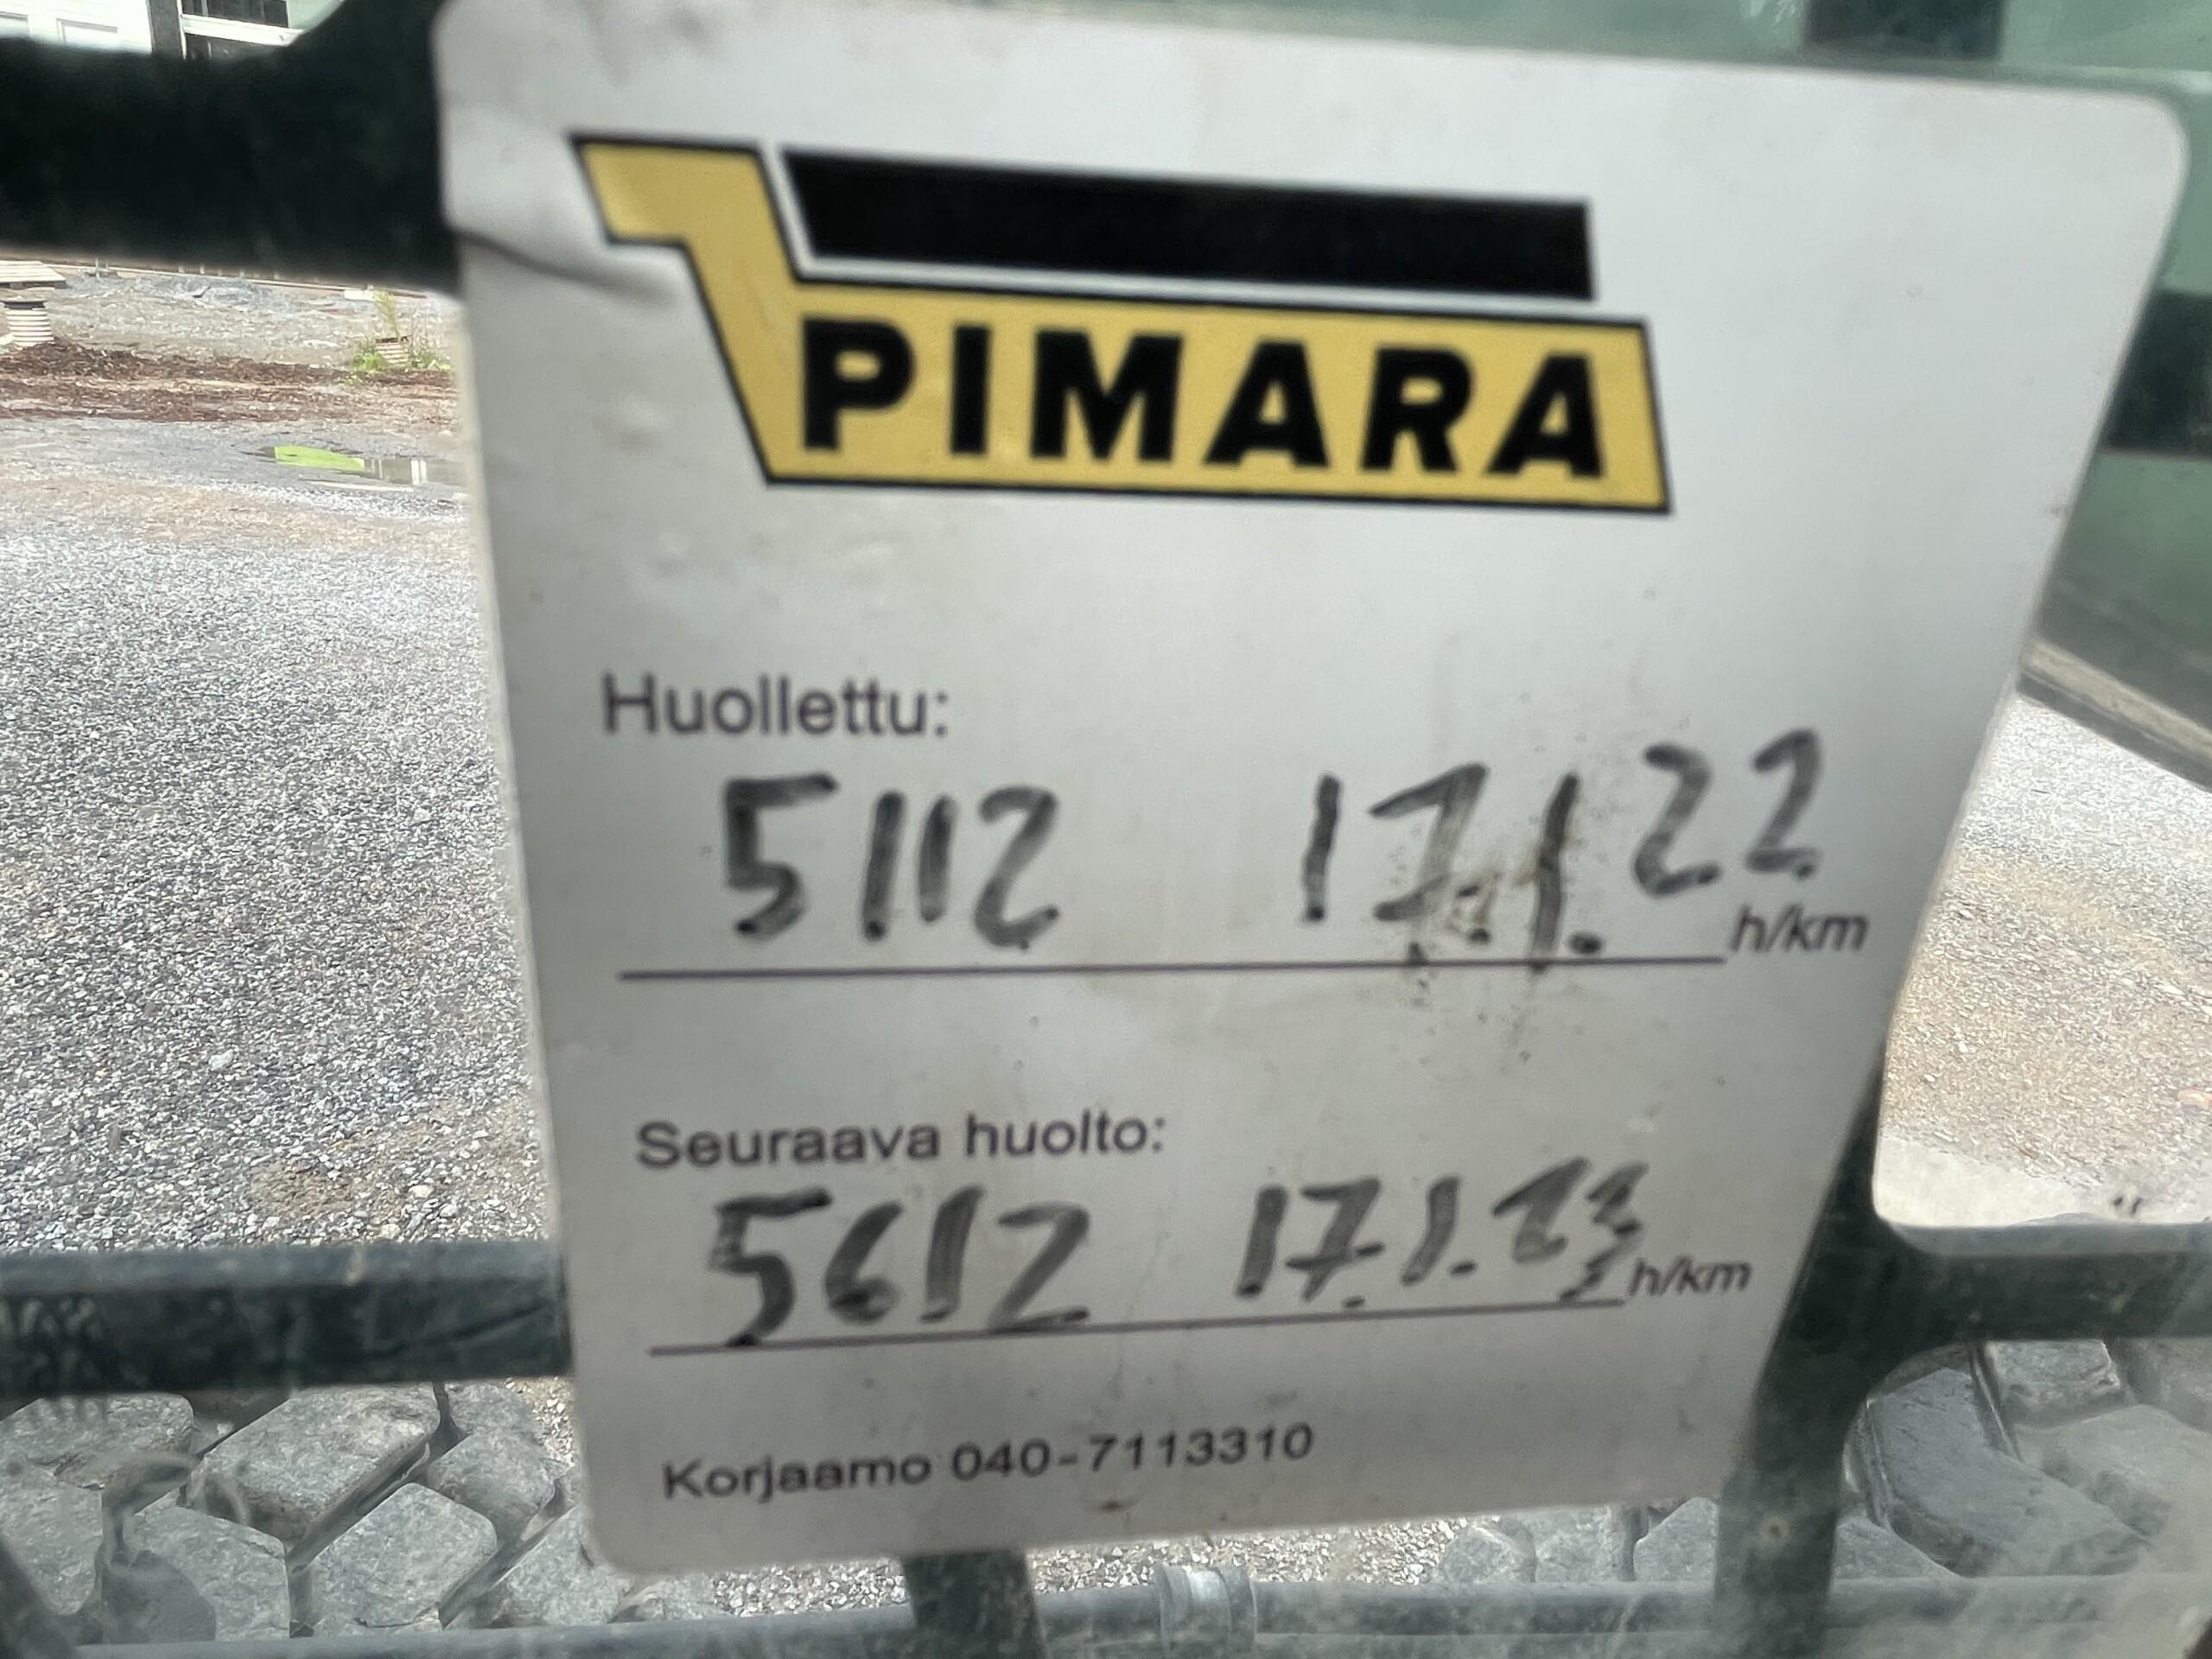 PIMARA
Huollettu:
5112 17.1.22 h/km
Seuraava huolto:
5612 17.1.23 h/km
Korjaamo 040-7113310